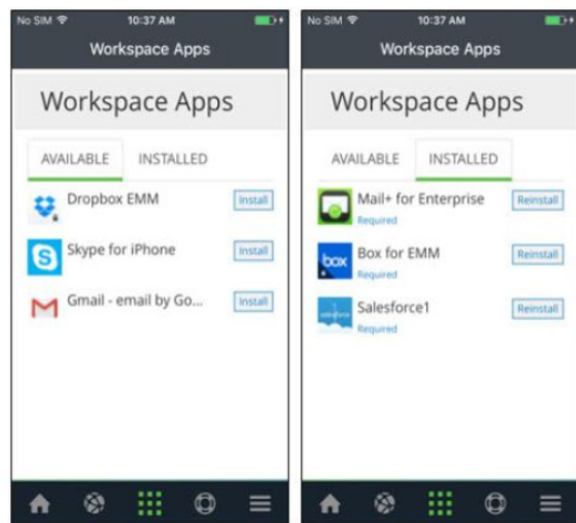 No SIM 10:37 AM
Workspace Apps
Workspace Apps
AVAILABLE INSTALLED
Dropbox EMM Install
Skype for iPhone Install
Gmail - email by Go... Install
No SIM 10:37 AM
Workspace Apps
Workspace Apps
AVAILABLE INSTALLED
Mail+ for Enterprise Reinstall
Required
box
Box for EMM Reinstall
Required
salesforce
Salesforce1 Reinstall
Required